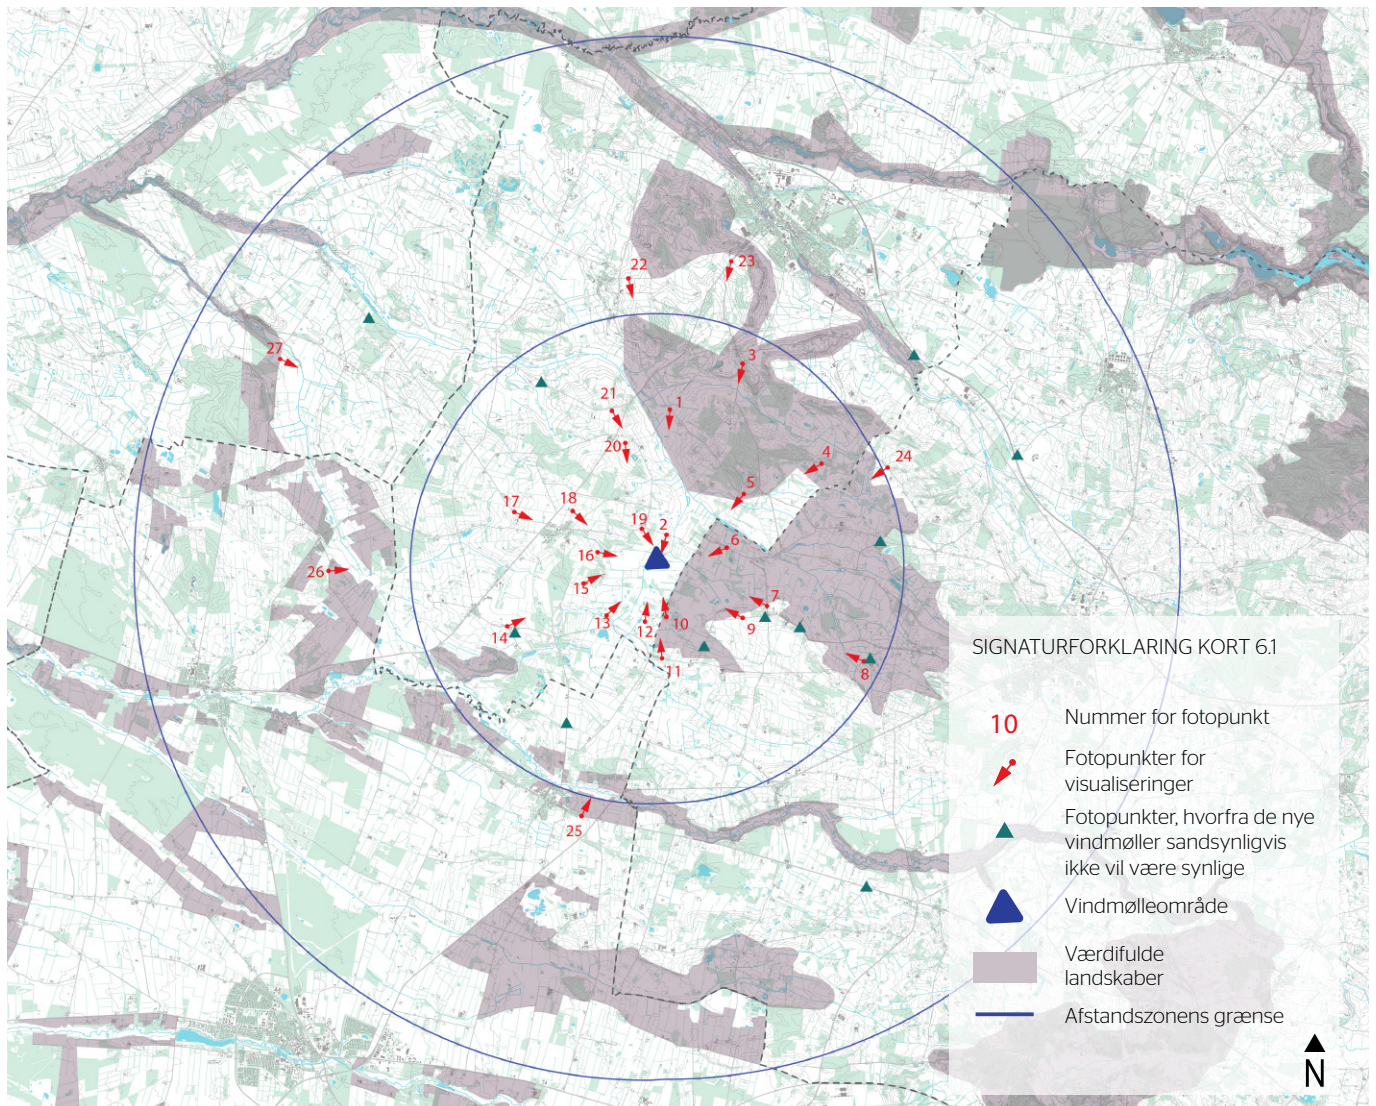 22
23
27
3
21
1
20
4
24
5
17
18
19
2
16
6
26
15
7
13
12
10
9
14
11
8
25
SIGNATURFORKLARING KORT 6.1
10
Nummer for fotopunkt
Fotopunkter for
visualiseringer
Fotopunkter, hvorfra de nye
vindmøller sandsynligvis
ikke vil være synlige
Vindmølleområde
Værdifulde
landskaber
Afstandszonens grænse
N